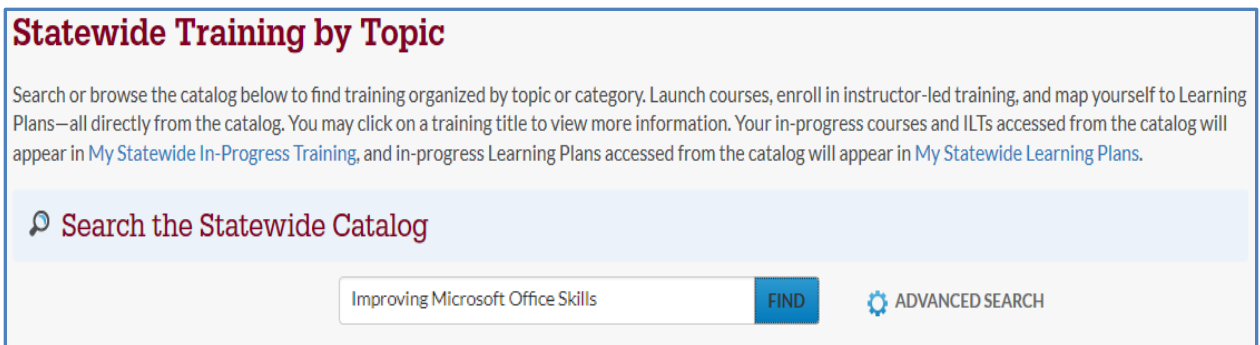 Statewide Training by Topic
Search or browse the catalog below to find training organized by topic or category. Launch courses, enroll in instructor-led training, and map yourself to Learning
Plans—all directly from the catalog. You may click on a training title to view more information. Your in-progress courses and ILTs accessed from the catalog will
appear in My Statewide In-Progress Training, and in-progress Learning Plans accessed from the catalog will appear in My Statewide Learning Plans.
Search the Statewide Catalog
Improving Microsoft Office Skills FIND ADVANCED SEARCH